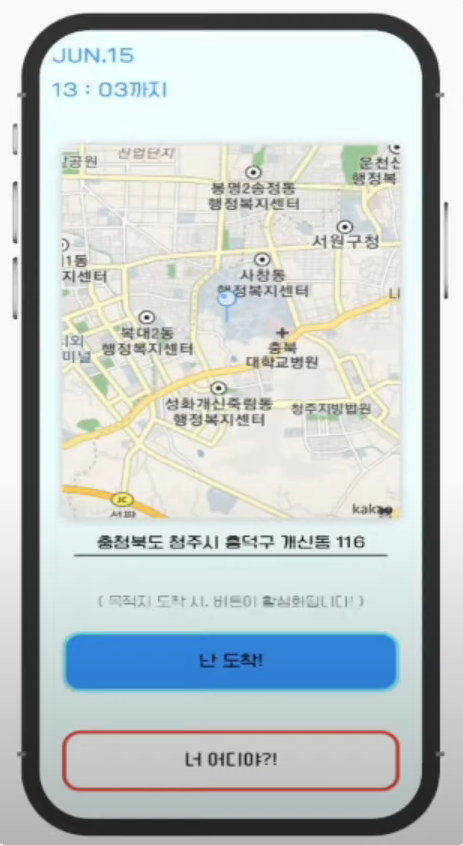 JUN.15
13 : 03까지
산업단지
공원
운천신
행정복
봉명2송정동
행정복지센터
서원구청
1동
지센터
사창동
행정복지센터
복대2동
행정복지센터
충북
대학교병원
성화개신죽림동
행정복지센터
청주지방법원
JC
kakao
충청북도 청주시 흥덕구 개신동 116
( 목적지 도착 시, 버튼이 활성화됩니다! )
난 도착!
너 어디야?!